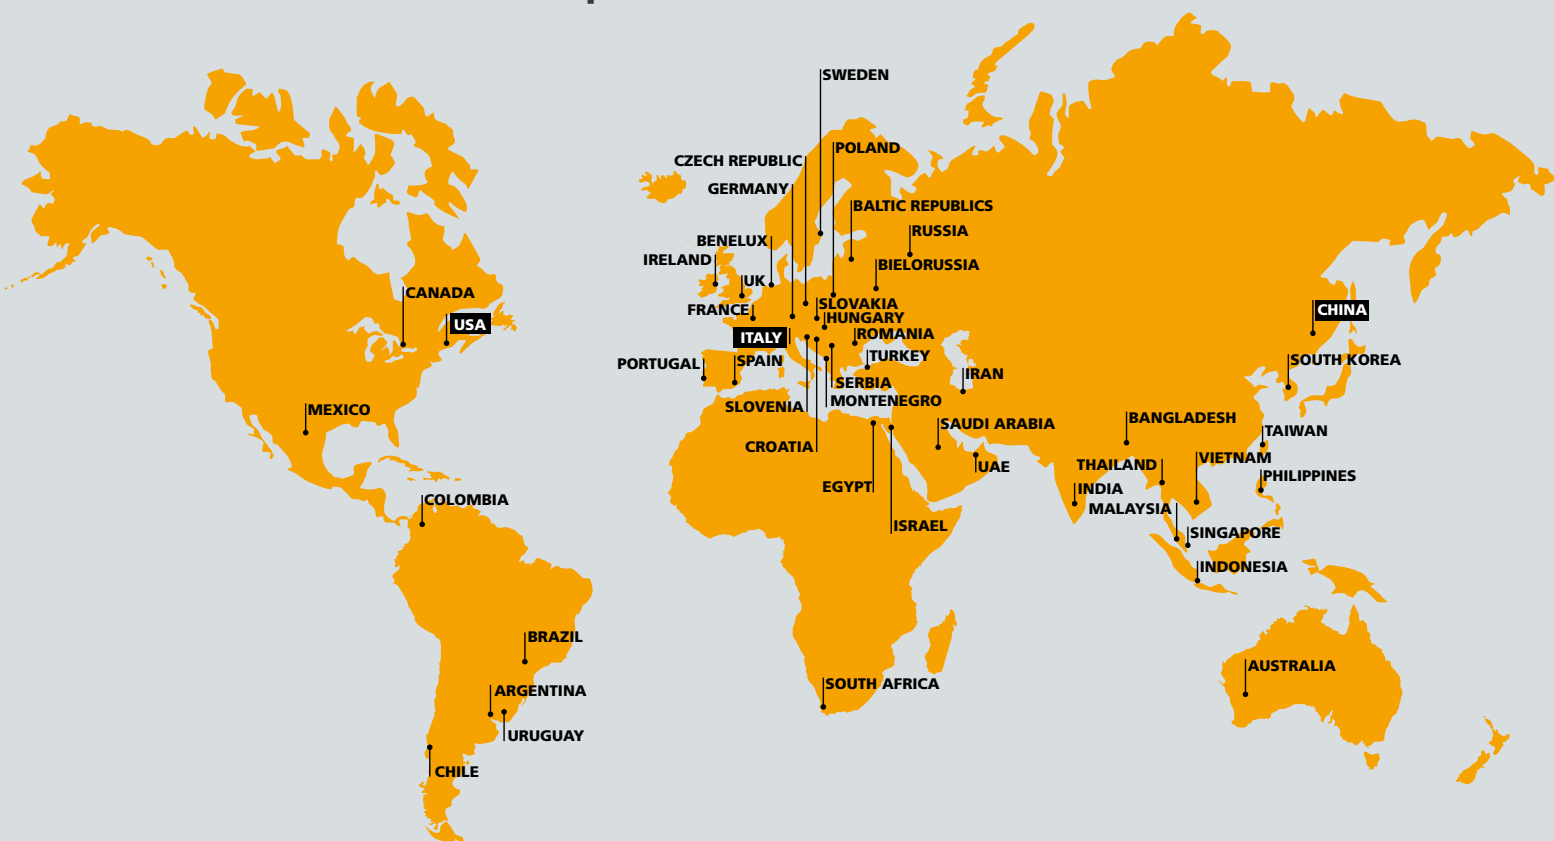 SWEDEN
POLAND
CZECH REPUBLIC
GERMANY
BALTIC REPUBLICS
RUSSIA
BENELUX
IRELAND
BIELORUSSIA
UK
CANADA
SLOVAKIA
FRANCE
HUNGARY
CHINA
USA
ROMANIA
ITALY
TURKEY
SOUTH KOREA
PORTUGAL
SPAIN
IRAN
SERBIA
MONTENEGRO
SLOVENIA
MEXICO
BANGLADESH
SAUDI ARABIA
TAIWAN
CROATIA
VIETNAM
THAILAND
UAE
PHILIPPINES
EGYPT
INDIA
COLOMBIA
MALAYSIA
ISRAEL
SINGAPORE
INDONESIA
BRAZIL
AUSTRALIA
SOUTH AFRICA
ARGENTINA
URUGUAY
CHILE